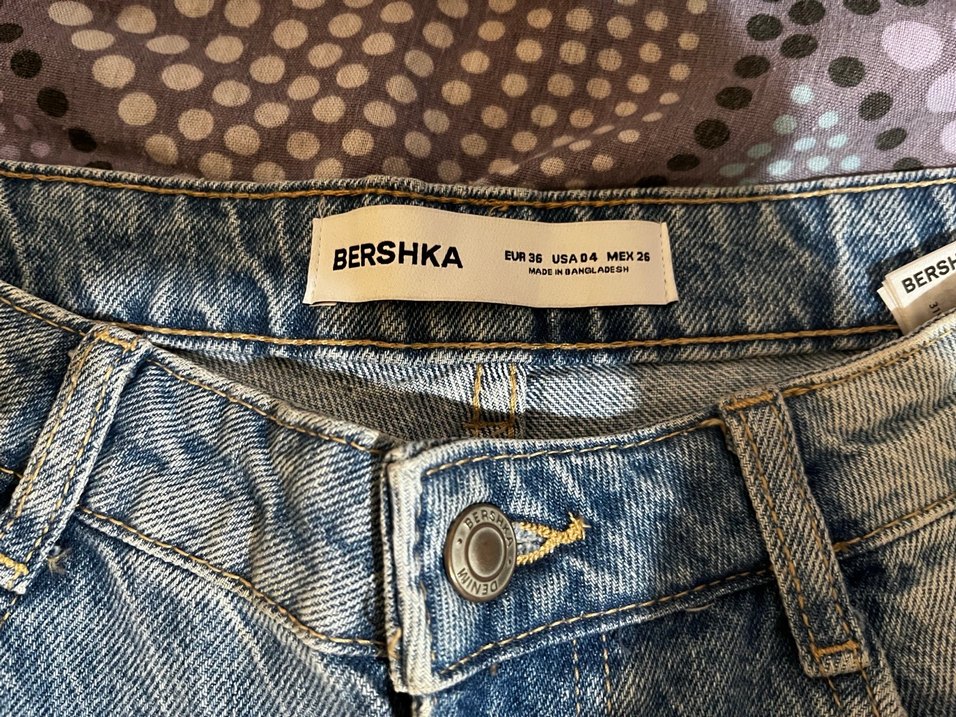 BERSHKA
EUR 36 USA 04 MEX 26
MADE IN BANGLADESH
BERSH
BERSHKA
DENIM